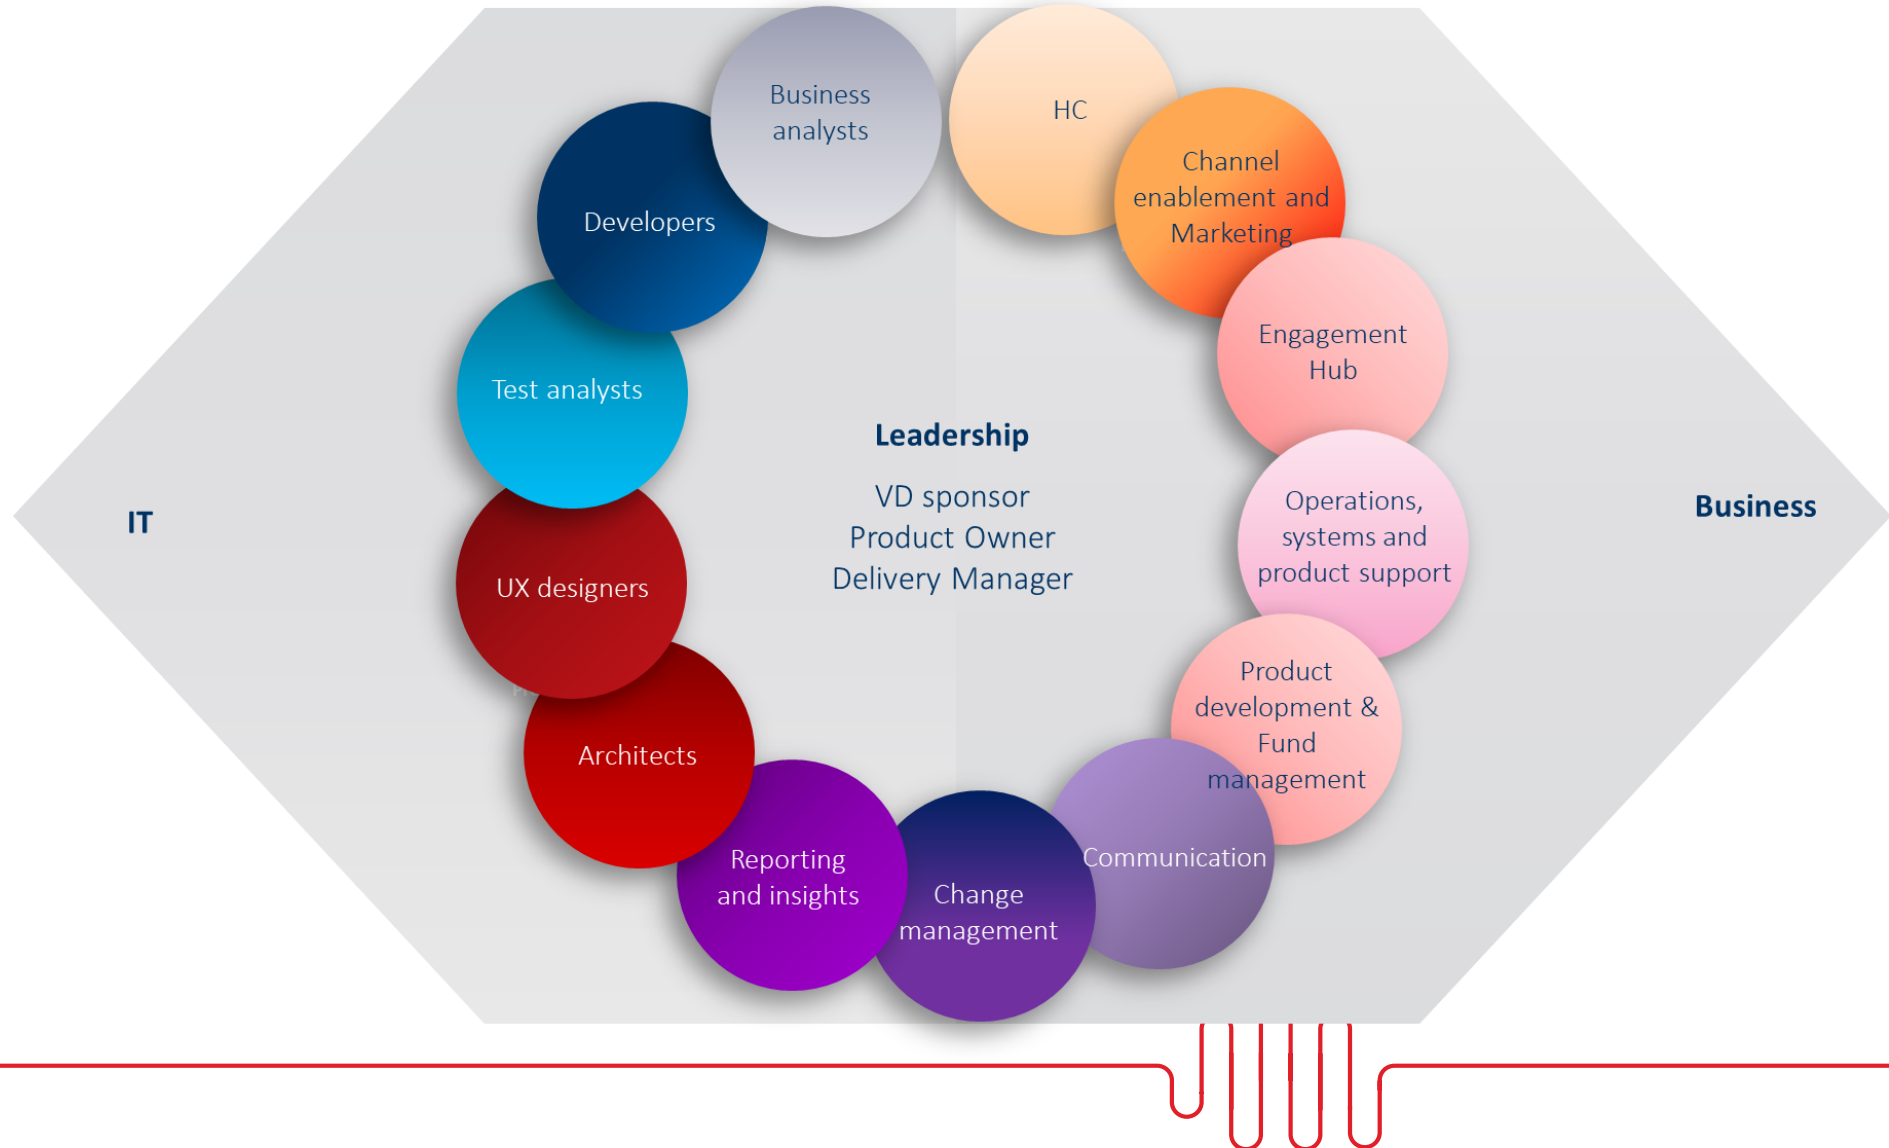 Business
analysts
HC
Channel
enablement and
Marketing
Developers
Engagement
Hub
Test analysts
Leadership
VD sponsor
Product Owner
Delivery Manager
IT
Business
Operations,
systems and
product support
UX designers
Product
development &
Fund
management
Architects
Communication
Reporting
and insights
Change
management